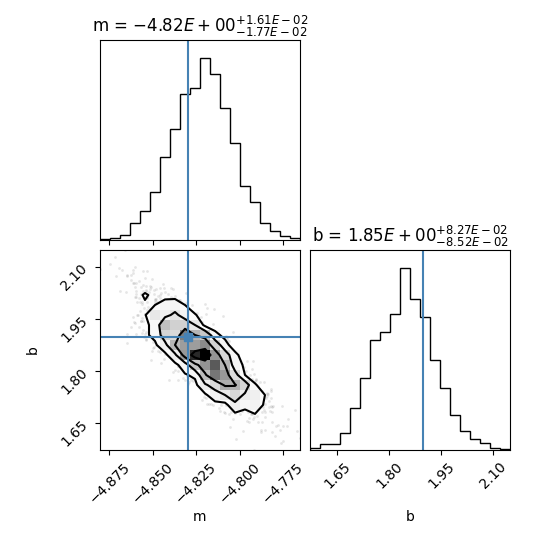 m = −4.82E + 00 +1.61E − 02 −1.77E − 02
b = 1.85E + 00 +8.27E − 02 −8.52E − 02
2.10
1.95
1.80
1.65
b
−4.875 −4.850 −4.825 −4.800 −4.775
m
1.65 1.80 1.95 2.10
b